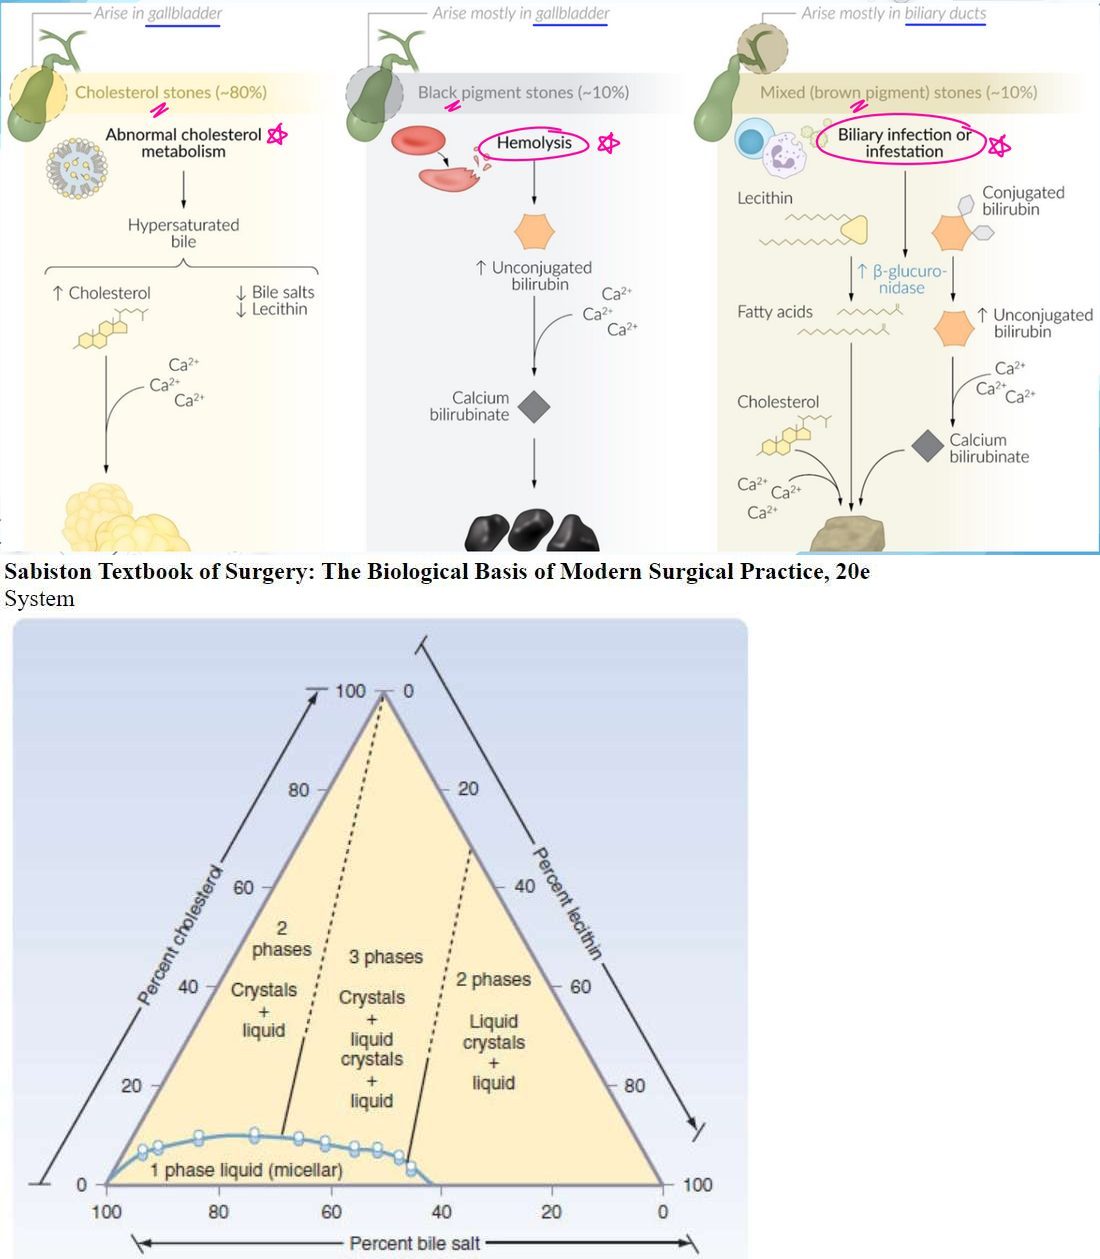 Arise in gallbladder
Cholesterol stones (~80%)
Abnormal cholesterol
metabolism
Hypersaturated
bile
↑ Cholesterol
↓ Bile salts
↓ Lecithin
Ca²⁺
Ca²⁺
Ca²⁺
Arise mostly in gallbladder
Black pigment stones (~10%)
Hemolysis
↑ Unconjugated
bilirubin
Ca²⁺
Ca²⁺
Ca²⁺
Calcium
bilirubinate
Arise mostly in biliary ducts
Mixed (brown pigment) stones (~10%)
Biliary infection or
infestation
Lecithin
Conjugated
bilirubin
↑ β-glucuro-
nidase
Fatty acids
↑ Unconjugated
bilirubin
Ca²⁺
Ca²⁺ Ca²⁺
Cholesterol
Calcium
bilirubinate
Ca²⁺ Ca²⁺
Ca²⁺
Sabiston Textbook of Surgery: The Biological Basis of Modern Surgical Practice, 20e
System
100 0
80 20
60 40
40 60
20 80
0 100
Percent cholesterol
Percent lecithin
2
phases
Crystals
+
liquid
3 phases
Crystals
+
liquid
crystals
+
liquid
2 phases
Liquid
crystals
+
liquid
1 phase liquid (micellar)
100 80 60 40 20 0
Percent bile salt